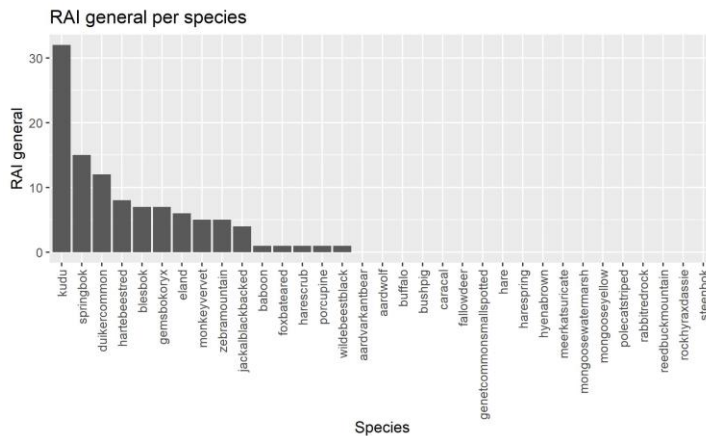 RAI general per species
RAI general
30
20
10
0
kudu
springbok
duikercommon
hartebeestred
blesbok
gemsbokoryx
eland
monkeyvervet
zebramountain
jackalblackbacked
baboon
foxbateared
harescrub
porcupine
wildebeestblack
aardvarkantbear
aardwolf
buffalo
bushpig
caracal
fallowdeer
genetcommonsmallspotted
hare
harespring
hyenabrown
meerkatsuricate
mongoosewatermarsh
mongooseyellow
polecatstriped
rabbitredrock
reedbuckmountain
rockhyraxdassie
steenbok
Species